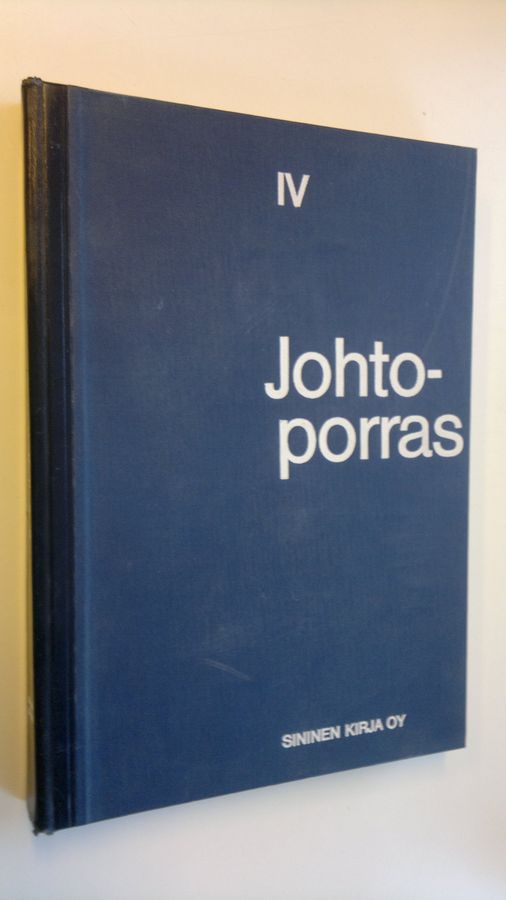 IV
Johto-
porras
SININEN KIRJA OY